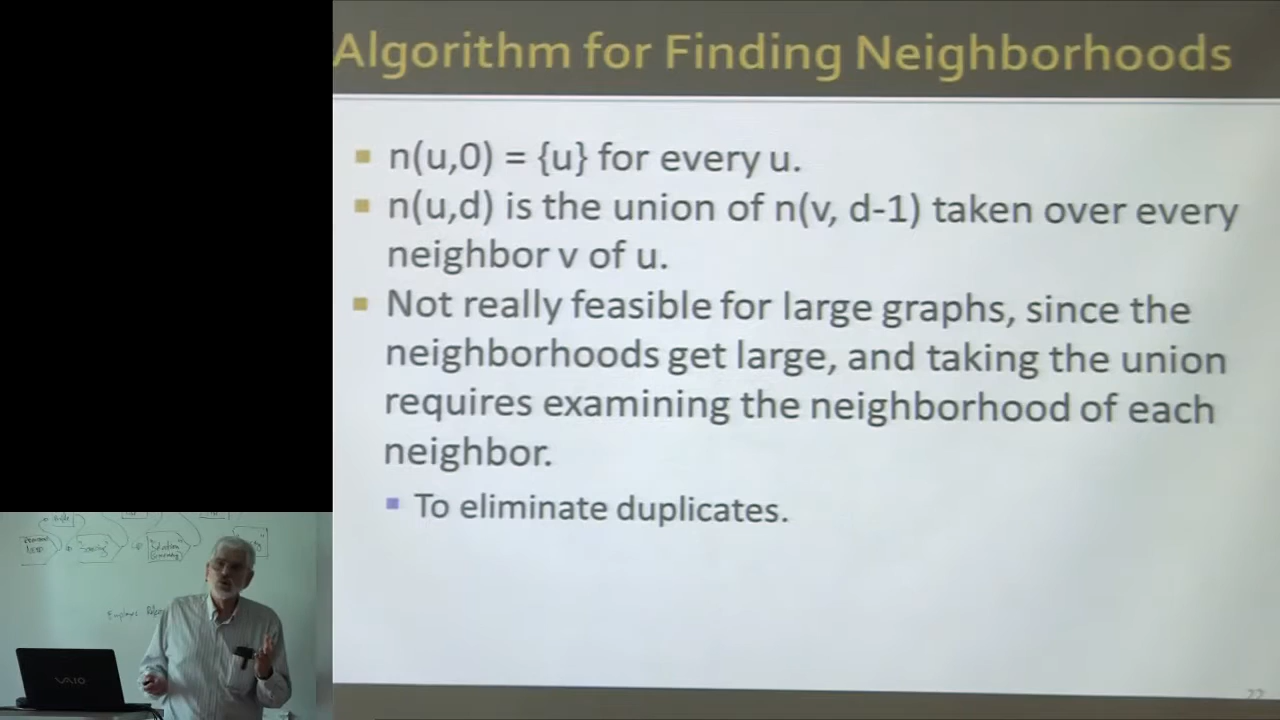 Algorithm for Finding Neighborhoods
n(u,0) = {u} for every u.
n(u,d) is the union of n(v, d-1) taken over every
neighbor v of u.
Not really feasible for large graphs, since the
neighborhoods get large, and taking the union
requires examining the neighborhood of each
neighbor.
To eliminate duplicates.
22
VAIO